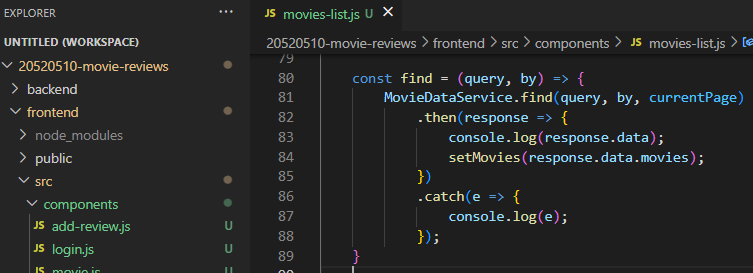 EXPLORER
UNTITLED (WORKSPACE)
20520510-movie-reviews
backend
frontend
node_modules
public
src
components
JS add-review.js U
JS login.js U
JS movie.js U
JS movies-list.js U
20520510-movie-reviews > frontend > src > components > JS movies-list.js >
79
80 const find = (query, by) => {
81 MovieDataService.find(query, by, currentPage)
82 .then(response => {
83 console.log(response.data);
84 setMovies(response.data.movies);
85 })
86 .catch(e => {
87 console.log(e);
88 });
89 }